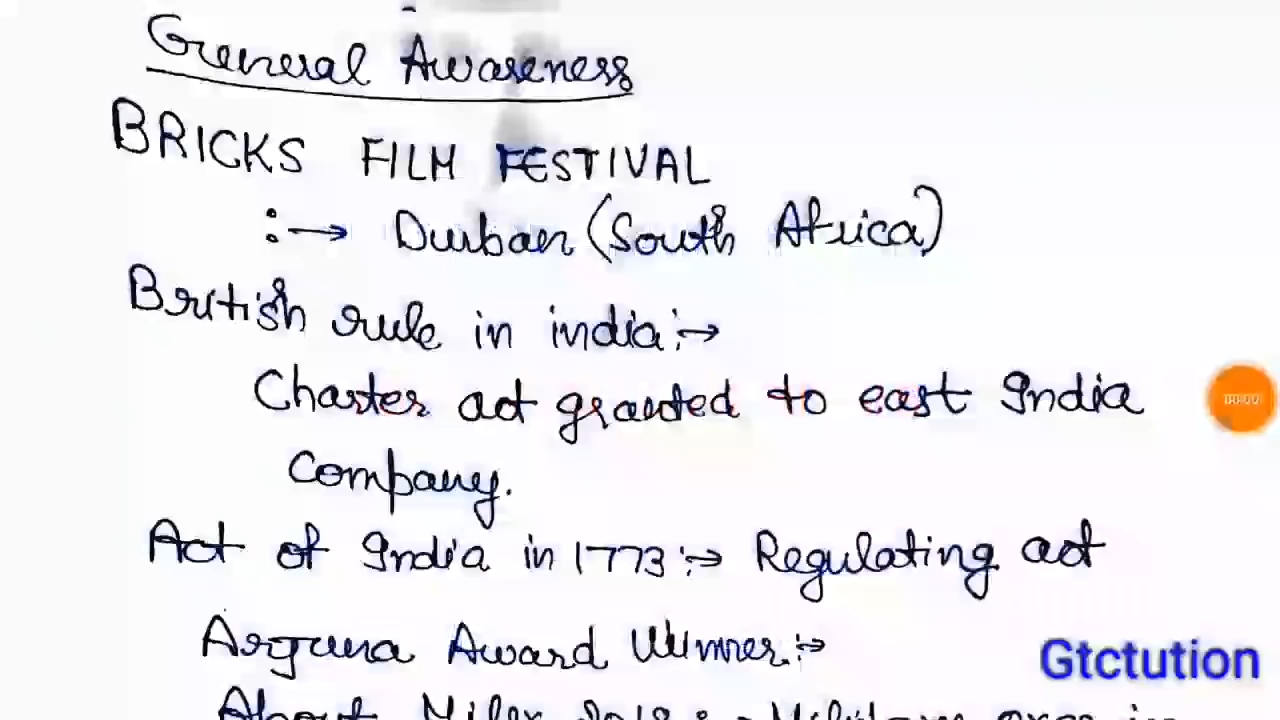 General Awareness
BRICKS FILM FESTIVAL
:→ Durban (South Africa)
British rule in india :→
Charter act granted to east India
Company.
Act of India in 1773 :→ Regulating act
Arjuna Award Winner :→
Gtctution
About